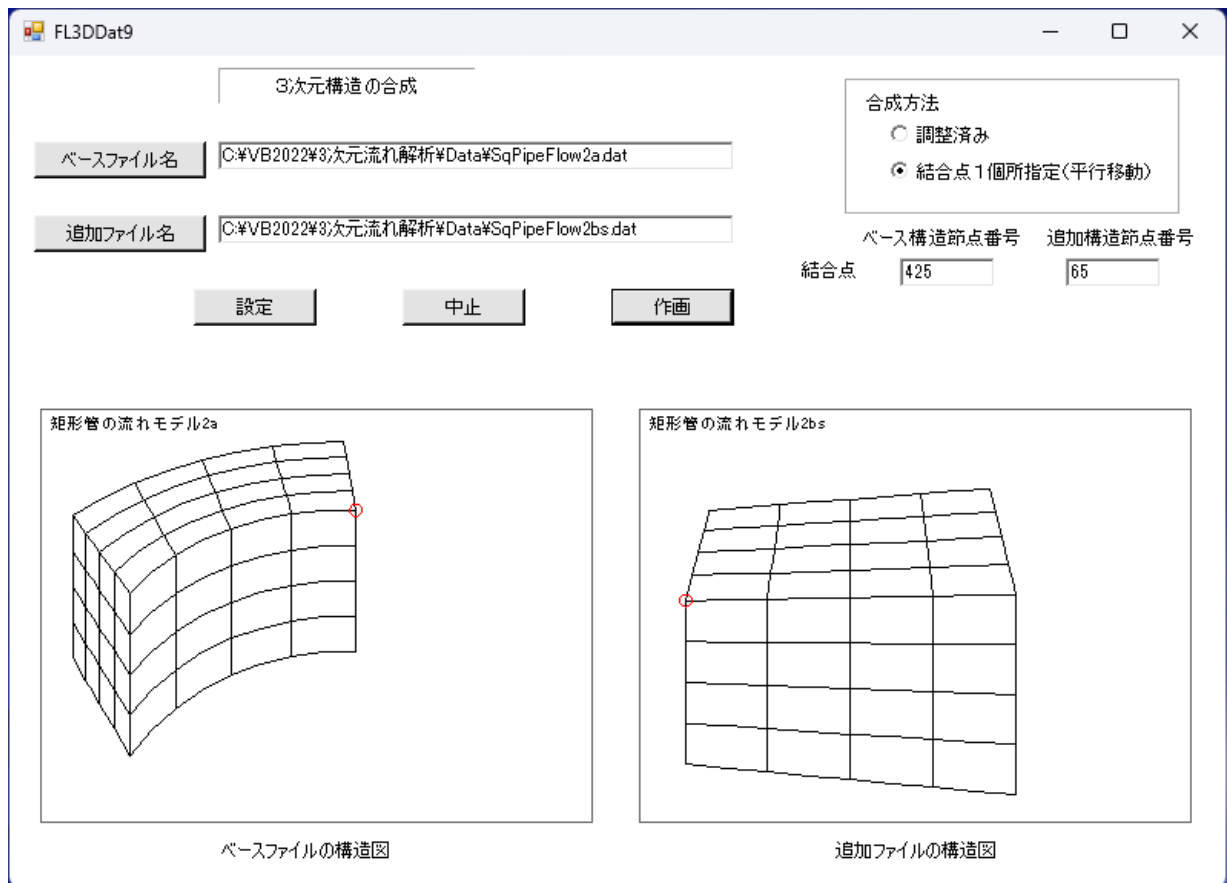 FL3DDat9
３次元構造の合成
合成方法
調整済み
結合点１個所指定(平行移動)
ベースファイル名
C:¥VB2022¥3次元流れ解析¥Data¥SqPipeFlow2a.dat
追加ファイル名
C:¥VB2022¥3次元流れ解析¥Data¥SqPipeFlow2bs.dat
ベース構造節点番号 追加構造節点番号
結合点 425 65
設定 中止 作画
矩形管の流れモデル2a
矩形管の流れモデル2bs
ベースファイルの構造図
追加ファイルの構造図